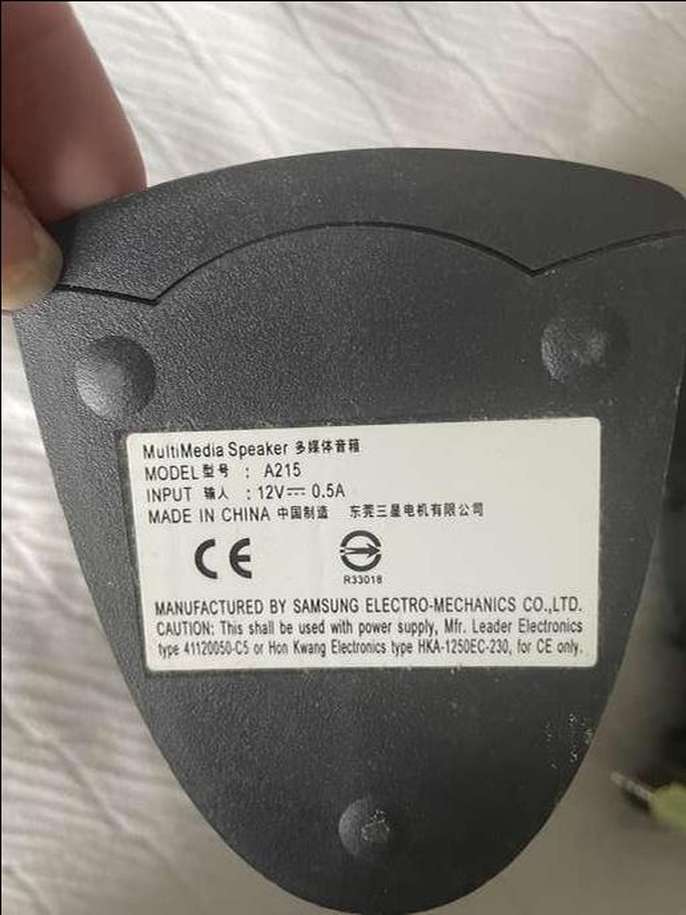 MultiMedia Speaker 多媒体音箱
MODEL 型号 : A215
INPUT 输入 : 12V⎓ 0.5A
MADE IN CHINA 中国制造 东莞三星电机有限公司
CE
R33018
MANUFACTURED BY SAMSUNG ELECTRO-MECHANICS CO.,LTD.
CAUTION: This shall be used with power supply, Mfr. Leader Electronics
type 41120050-C5 or Hon Kwang Electronics type HKA-1250EC-230, for CE only.